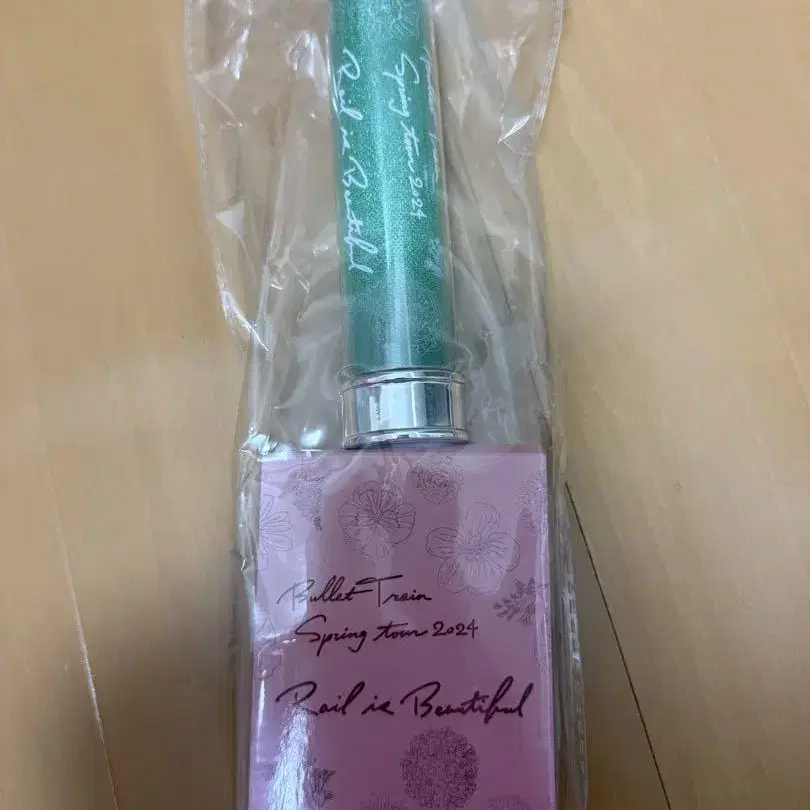 Spring tour 2024
Rail is Beautiful
Bullet Train
Spring tour 2024
Rail is Beautiful